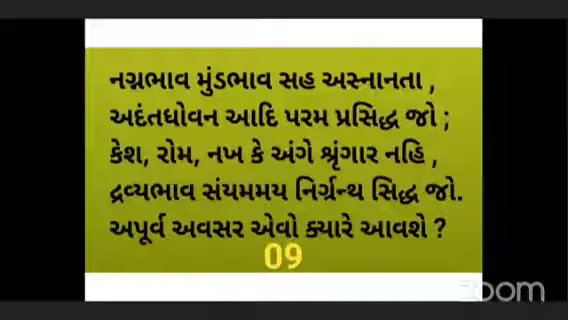 નગ્નભાવ મુંડભાવ સહ અસ્નાનતા ,
અદંતધોવન આદિ પરમ પ્રસિદ્ધ જો ;
કેશ, રોમ, નખ કે અંગે શ્રૃંગાર નહિ ,
દ્રવ્યભાવ સંયમમય નિર્ગ્રન્થ સિદ્ધ જો.
અપૂર્વ અવસર એવો ક્યારે આવશે ?
09
zoom